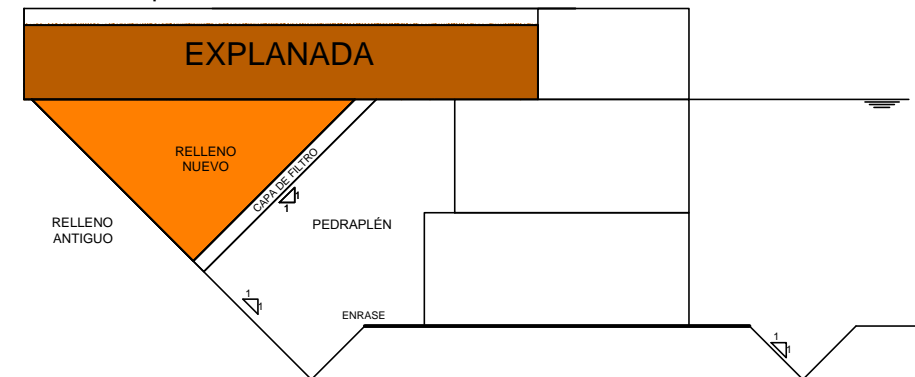 EXPLANADA
RELLENO
NUEVO
CAPA DE FILTRO
1
1
RELLENO
ANTIGUO
PEDRAPLÉN
1
1
ENRASE
1
1